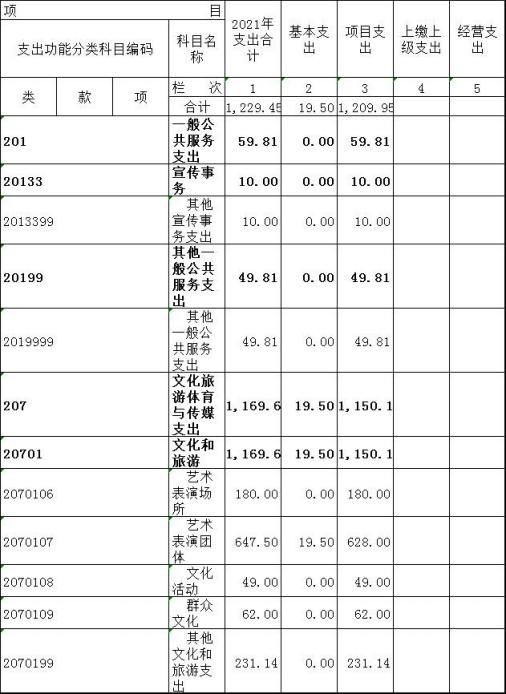 项 目
支出功能分类科目编码
科目名
称
2021年
支出合
计
基本支
出
项目支
出
上缴上
级支出
经营支
出
类 款 项
栏 次 1 2 3 4 5
合计 1,229.45 19.50 1,209.95
201 一般公
共服务
支出 59.81 0.00 59.81
20133 宣传事
务 10.00 0.00 10.00
2013399 其他
宣传事
务支出 10.00 0.00 10.00
20199 其他一
般公共
服务支
出 49.81 0.00 49.81
2019999 其他
一般公
共服务
支出 49.81 0.00 49.81
207 文化旅
游体育
与传媒
支出 1,169.6 19.50 1,150.1
20701 文化和
旅游 1,169.6 19.50 1,150.1
2070106 艺术
表演场
所 180.00 0.00 180.00
2070107 艺术
表演团
体 647.50 19.50 628.00
2070108 文化
活动 49.00 0.00 49.00
2070109 群众
文化 62.00 0.00 62.00
2070199 其他
文化和
旅游支
出 231.14 0.00 231.14